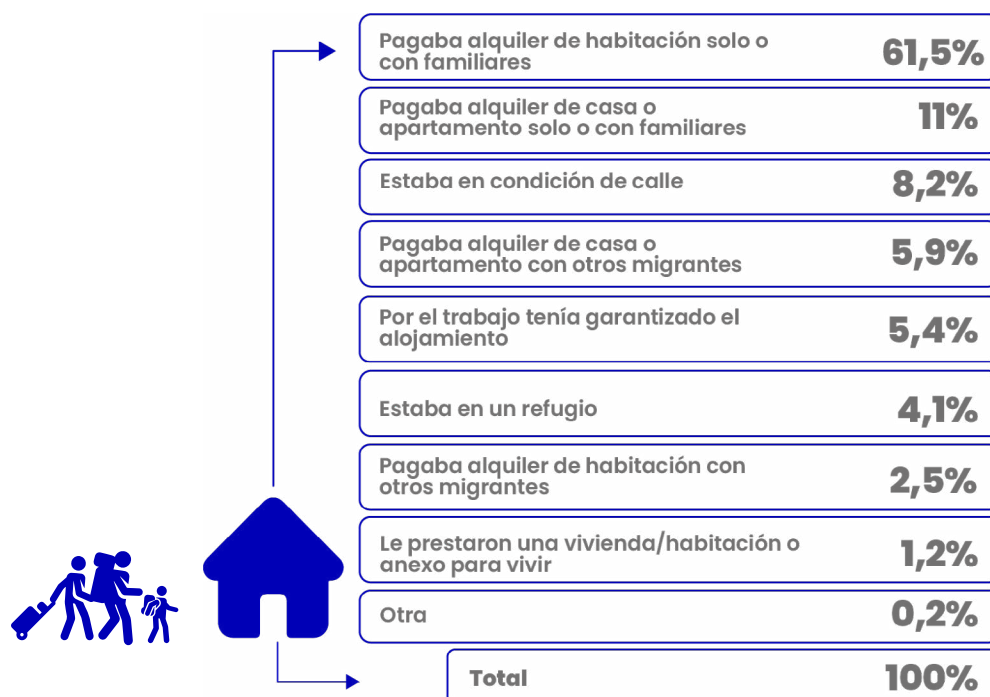 Pagaba alquiler de habitación solo o
con familiares
61,5%
Pagaba alquiler de casa o
apartamento solo o con familiares
11%
Estaba en condición de calle
8,2%
Pagaba alquiler de casa o
apartamento con otros migrantes
5,9%
Por el trabajo tenía garantizado el
alojamiento
5,4%
Estaba en un refugio
4,1%
Pagaba alquiler de habitación con
otros migrantes
2,5%
Le prestaron una vivienda/habitación o
anexo para vivir
1,2%
Otra
0,2%
Total
100%